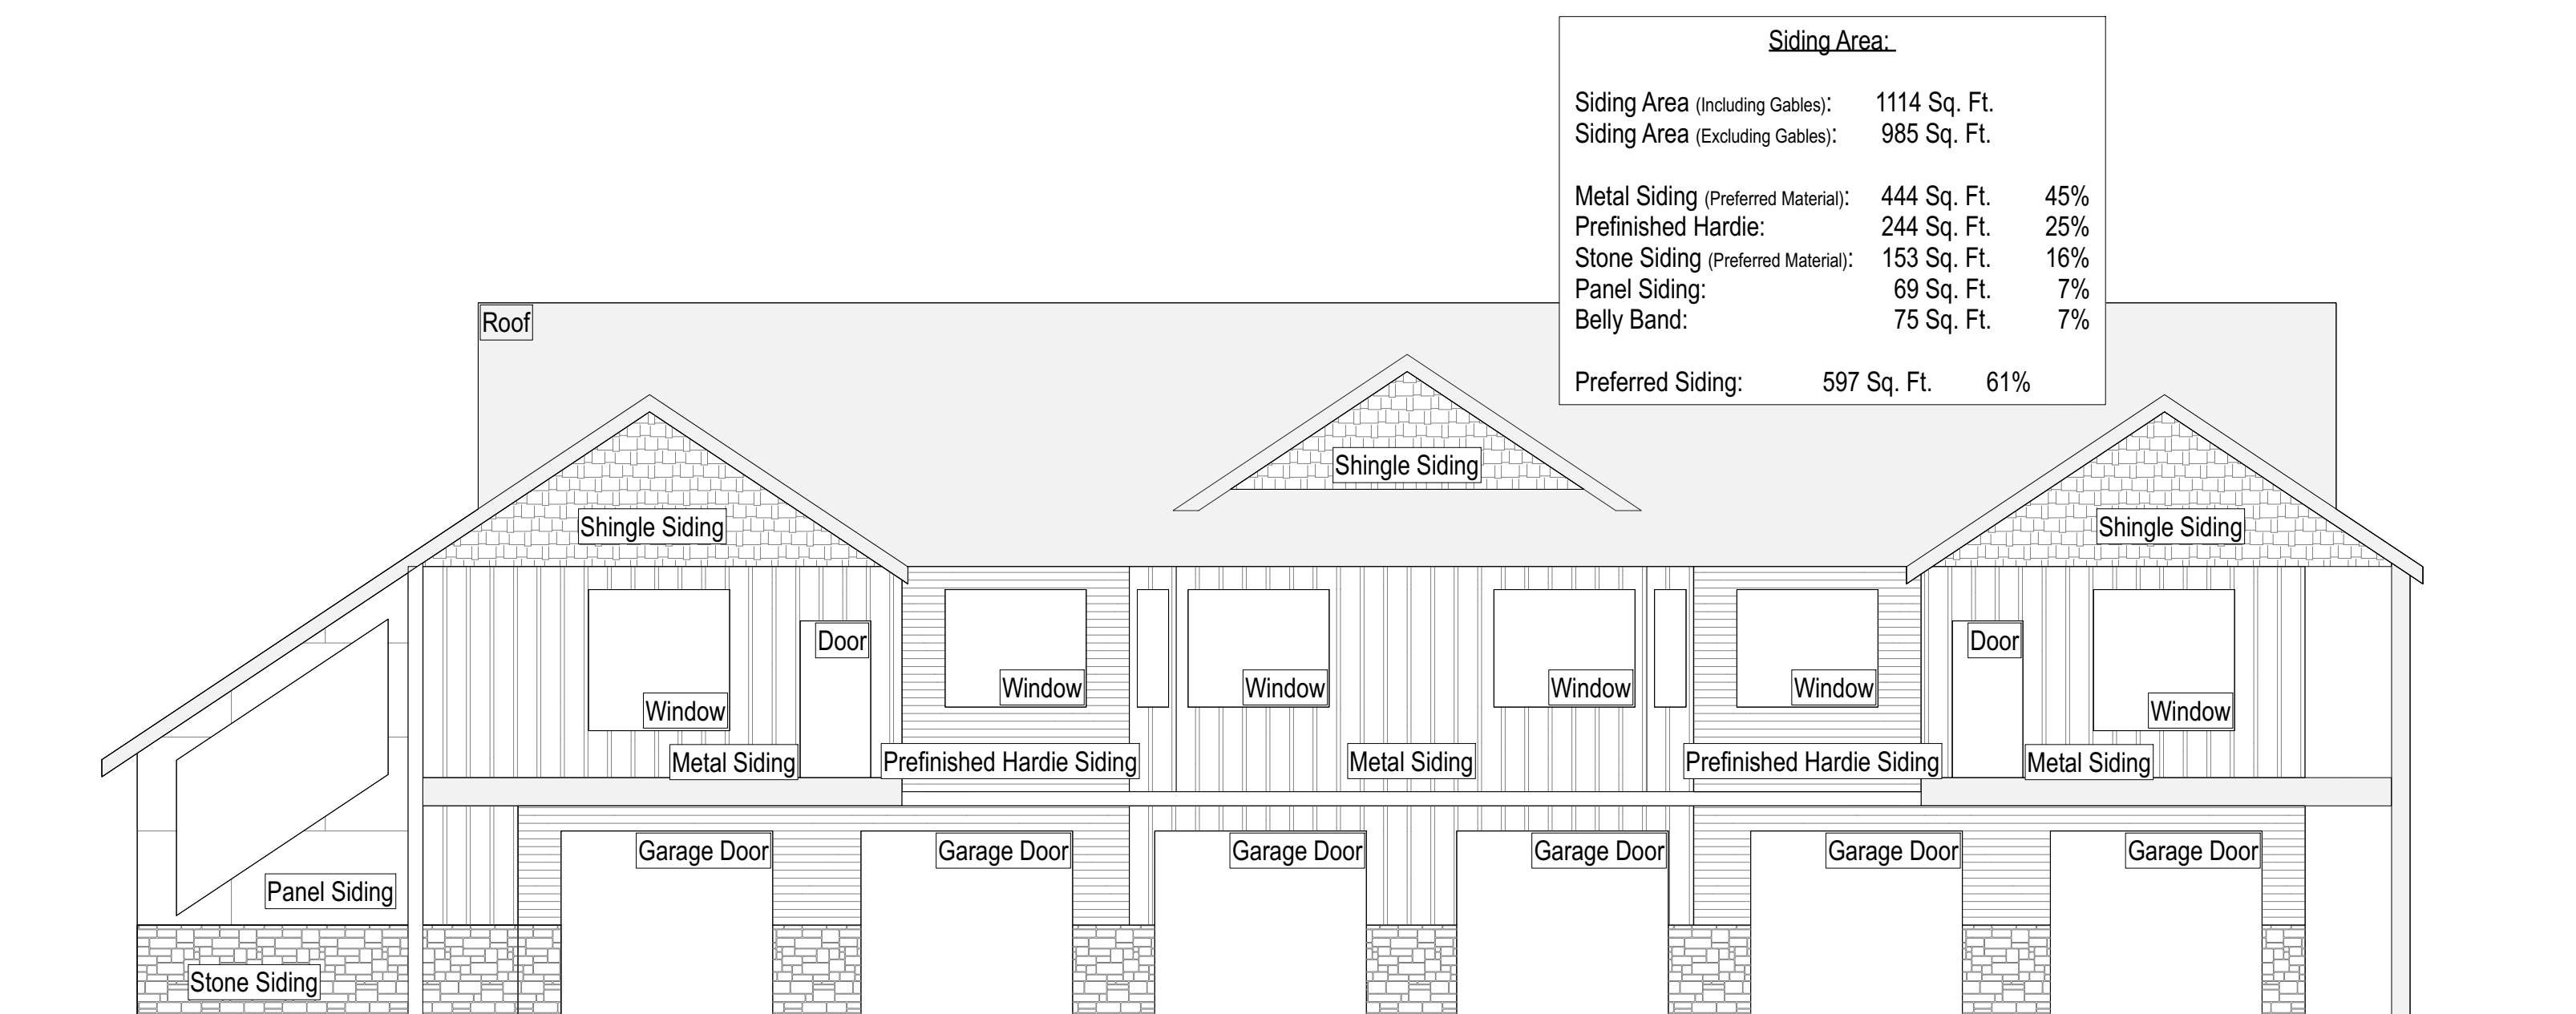 Siding Area:
Siding Area (Including Gables): 1114 Sq. Ft.
Siding Area (Excluding Gables): 985 Sq. Ft.
Metal Siding (Preferred Material): 444 Sq. Ft. 45%
Prefinished Hardie: 244 Sq. Ft. 25%
Stone Siding (Preferred Material): 153 Sq. Ft. 16%
Panel Siding: 69 Sq. Ft. 7%
Belly Band: 75 Sq. Ft. 7%
Preferred Siding: 597 Sq. Ft. 61%
Roof
Shingle Siding
Shingle Siding
Shingle Siding
Door
Door
Window
Window
Window
Window
Window
Window
Metal Siding
Prefinished Hardie Siding
Metal Siding
Prefinished Hardie Siding
Metal Siding
Garage Door
Garage Door
Garage Door
Garage Door
Garage Door
Garage Door
Panel Siding
Stone Siding